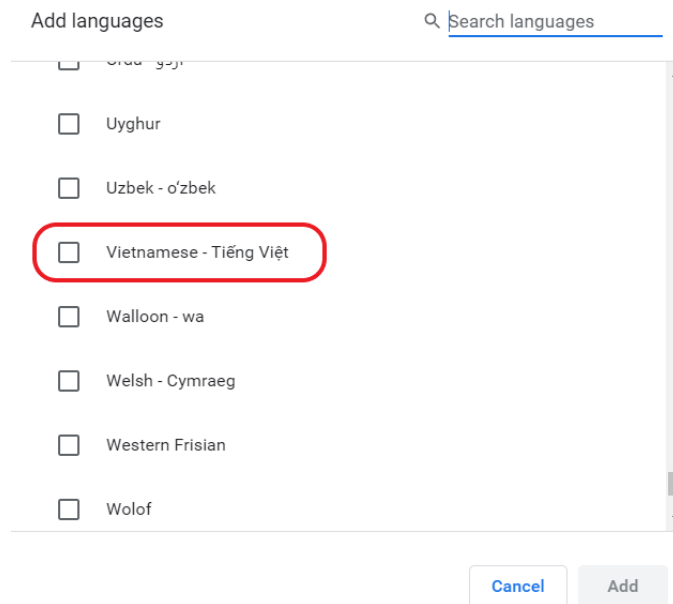 Add languages
Search languages
Uyghur
Uzbek - o‘zbek
Vietnamese - Tiếng Việt
Walloon - wa
Welsh - Cymraeg
Western Frisian
Wolof
Cancel
Add